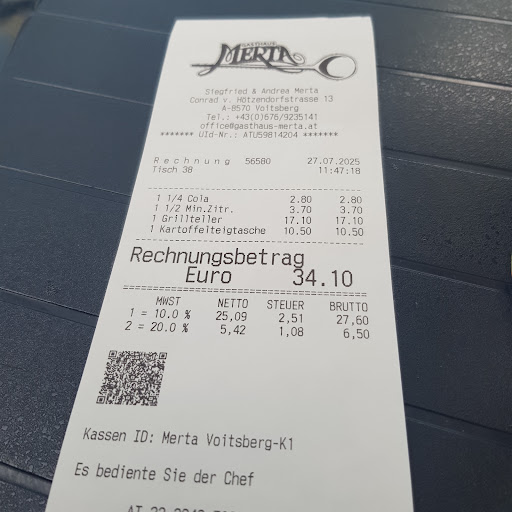 GASTHAUS
MERTA
Siegfried & Andrea Merta
Conrad v. Hötzendorfstrasse 13
A-8570 Voitsberg
Tel.: +43(0)676/9235141
office@gasthaus-merta.at
******* UId-Nr.: ATU59814204 *******
Rechnung 56580 27.07.2025
Tisch 38 11:47:18
1 1/4 Cola 2.80 2.80
1 1/2 Min.Zitr. 3.70 3.70
1 Grillteller 17.10 17.10
1 Kartoffelteigtasche 10.50 10.50
Rechnungsbetrag
Euro 34.10
MWST NETTO STEUER BRUTTO
1 = 10.0 % 25,09 2,51 27,60
2 = 20.0 % 5,42 1,08 6,50
Kassen ID: Merta Voitsberg-K1
Es bediente Sie der Chef